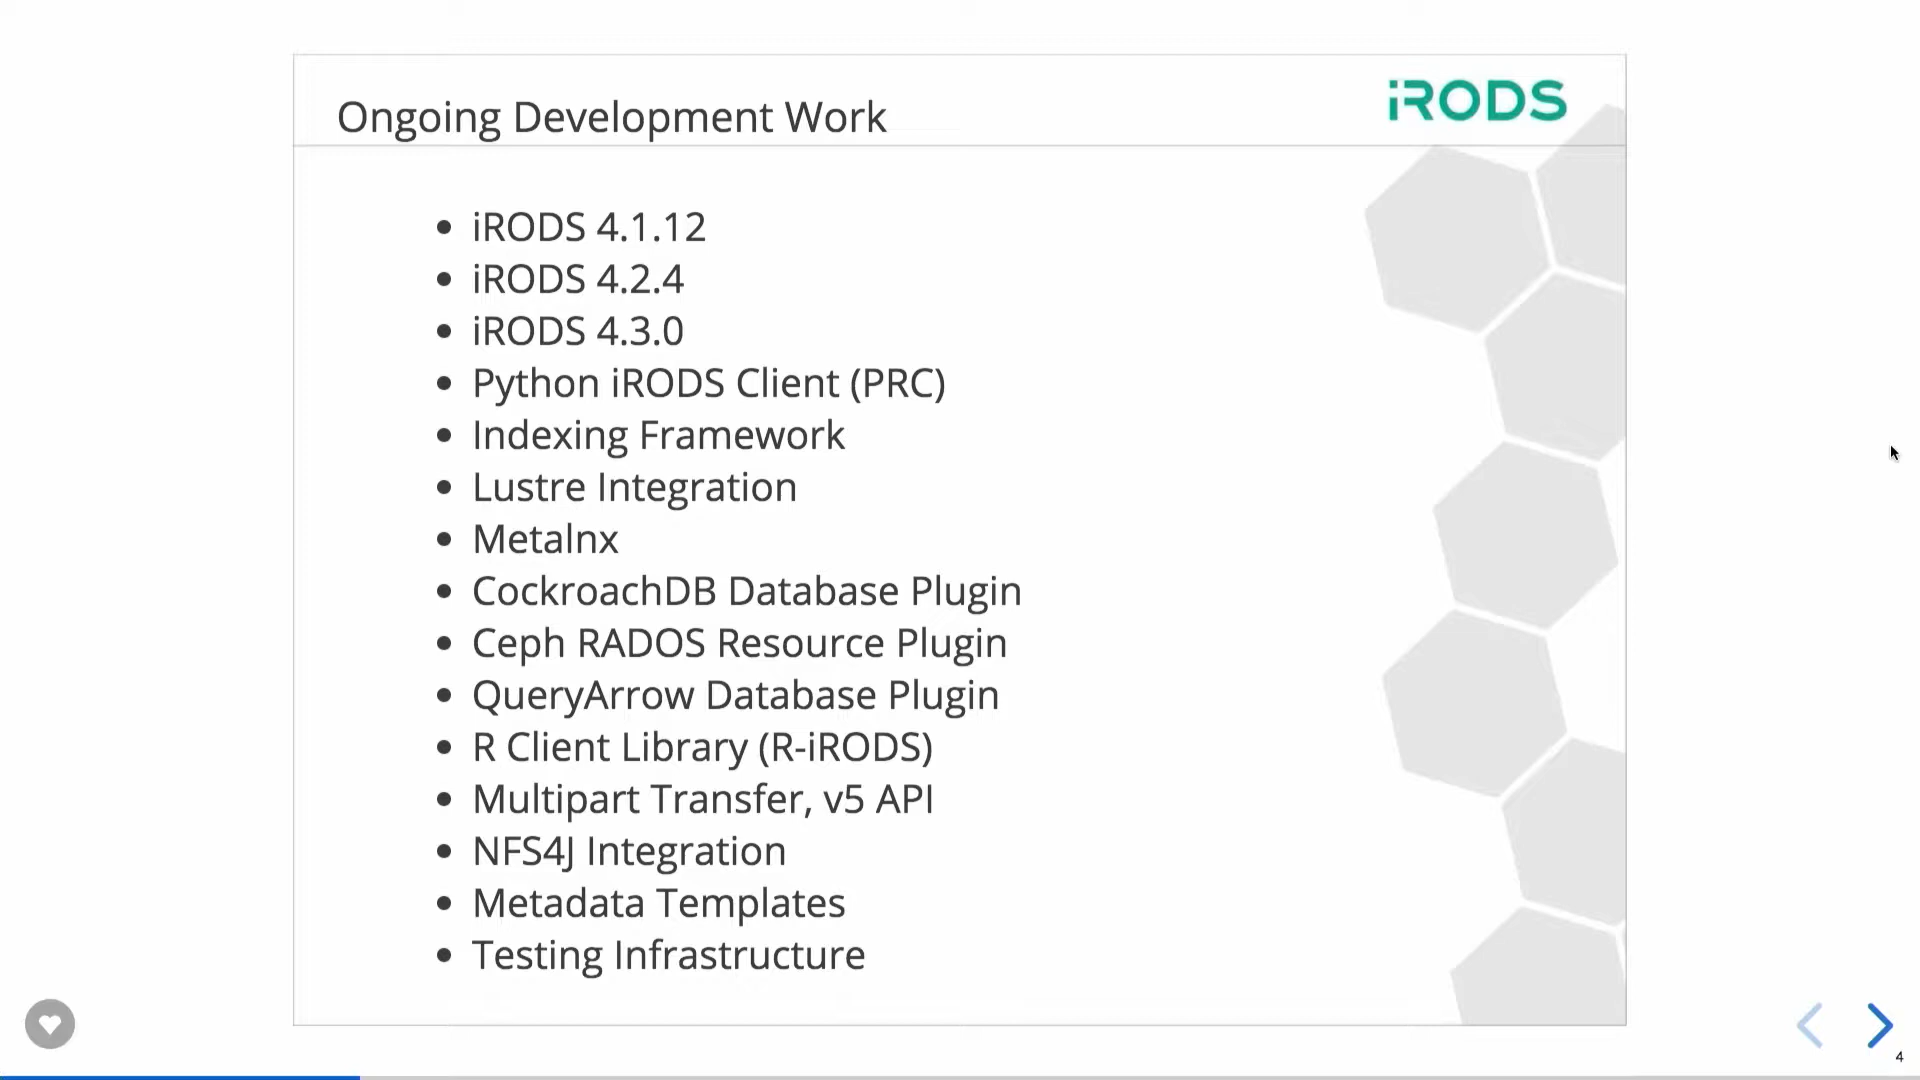 Ongoing Development Work
iRODS
iRODS 4.1.12
iRODS 4.2.4
iRODS 4.3.0
Python iRODS Client (PRC)
Indexing Framework
Lustre Integration
Metalnx
CockroachDB Database Plugin
Ceph RADOS Resource Plugin
QueryArrow Database Plugin
R Client Library (R-iRODS)
Multipart Transfer, v5 API
NFS4J Integration
Metadata Templates
Testing Infrastructure
4